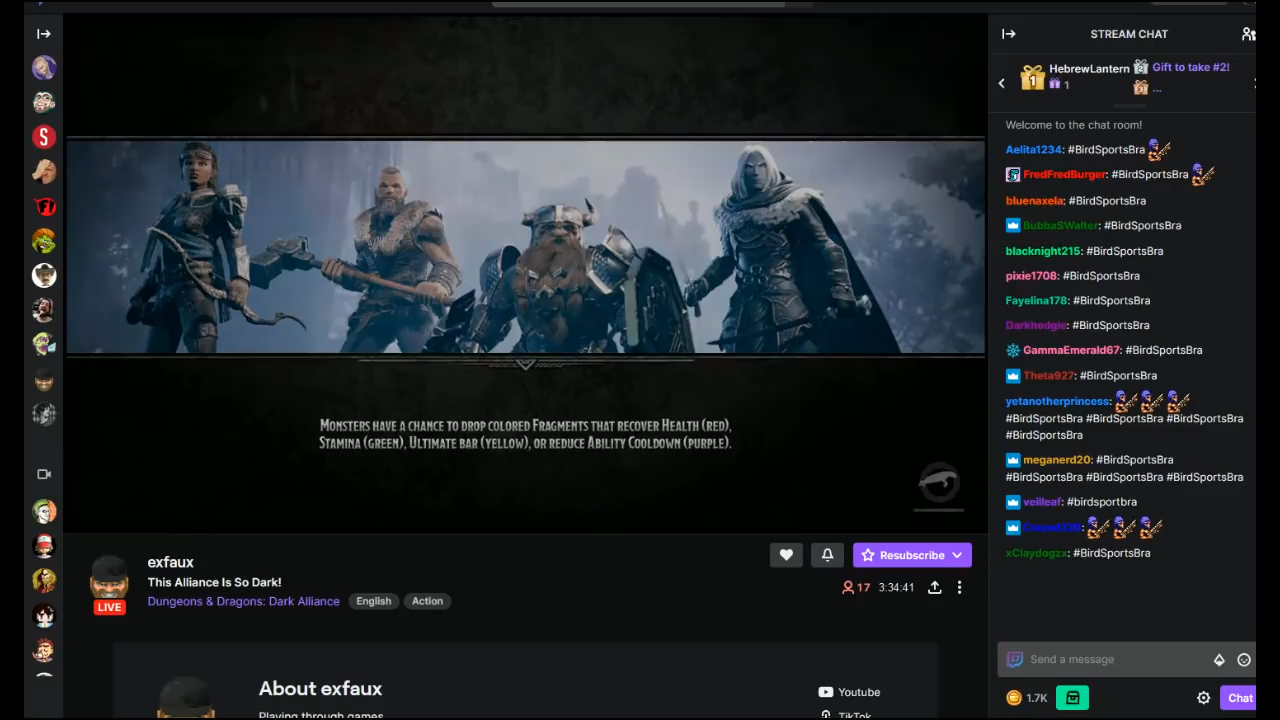 STREAM CHAT
HebrewLantern
1
Gift to take #2!
...
Welcome to the chat room!
Aelita1234: #BirdSportsBra
FredFredBurger: #BirdSportsBra
bluenaxela: #BirdSportsBra
BubbaSWalter: #BirdSportsBra
blacknight215: #BirdSportsBra
pixie1708: #BirdSportsBra
Fayelina178: #BirdSportsBra
Darkhedgie: #BirdSportsBra
GammaEmerald67: #BirdSportsBra
Theta927: #BirdSportsBra
yetanotherprincess:
#BirdSportsBra #BirdSportsBra #BirdSportsBra
#BirdSportsBra
meganerd20: #BirdSportsBra
#BirdSportsBra #BirdSportsBra #BirdSportsBra
veilleaf: #birdsportbra
xClaydogzx: #BirdSportsBra
Send a message
1.7K
Chat
Monsters have a chance to drop colored Fragments that recover Health (red),
Stamina (green), Ultimate bar (yellow), or reduce Ability Cooldown (purple).
exfaux
This Alliance Is So Dark!
Dungeons & Dragons: Dark Alliance English Action
LIVE
Resubscribe
17 3:34:41
About exfaux
Playing through games
Youtube
TikTok